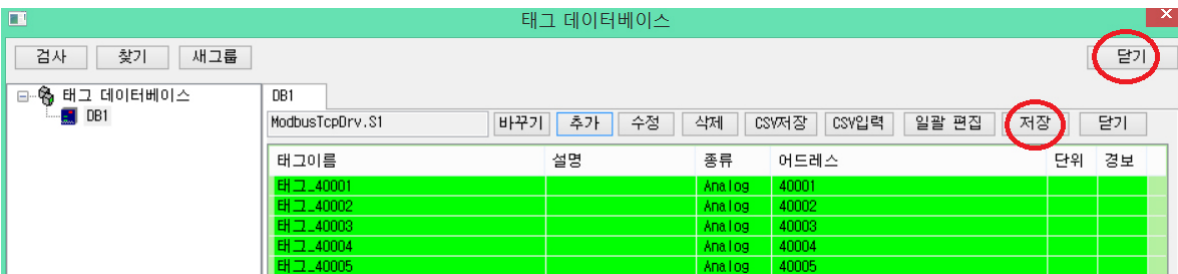 태그 데이터베이스
검사 찾기 새그룹 닫기
태그 데이터베이스
DB1
DB1
ModbusTcpDrv.S1 바꾸기 추가 수정 삭제 CSV저장 CSV입력 일괄 편집 저장 닫기
태그이름 설명 종류 어드레스 단위 경보
태그_40001 Analog 40001
태그_40002 Analog 40002
태그_40003 Analog 40003
태그_40004 Analog 40004
태그_40005 Analog 40005